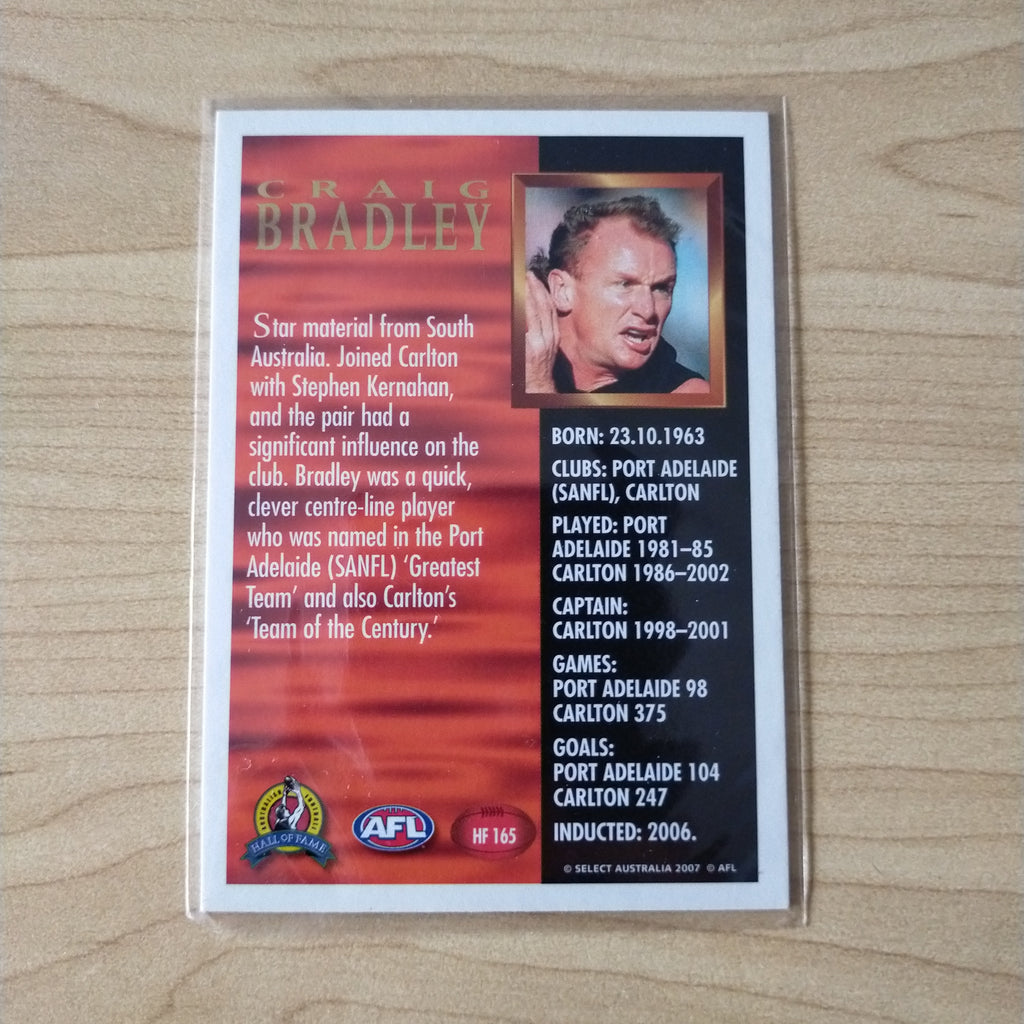 CRAIG
BRADLEY
Star material from South
Australia. Joined Carlton
with Stephen Kernahan,
and the pair had a
significant influence on the
club. Bradley was a quick,
clever centre-line player
who was named in the Port
Adelaide (SANFL) ‘Greatest
Team’ and also Carlton’s
‘Team of the Century.’
BORN: 23.10.1963
CLUBS: PORT ADELAIDE
(SANFL), CARLTON
PLAYED: PORT
ADELAIDE 1981–85
CARLTON 1986–2002
CAPTAIN:
CARLTON 1998–2001
GAMES:
PORT ADELAIDE 98
CARLTON 375
GOALS:
PORT ADELAIDE 104
CARLTON 247
INDUCTED: 2006.
AUSTRALIAN FOOTBALL
HALL OF FAME
AFL
HF 165
© SELECT AUSTRALIA 2007 © AFL